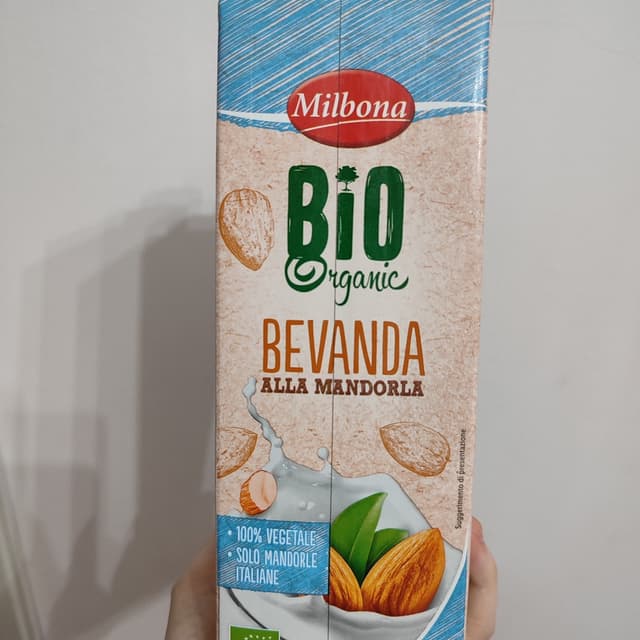 Milbona
BiO
Organic
BEVANDA
ALLA MANDORLA
Suggerimento di presentazione
• 100% VEGETALE
• SOLO MANDORLE
ITALIANE